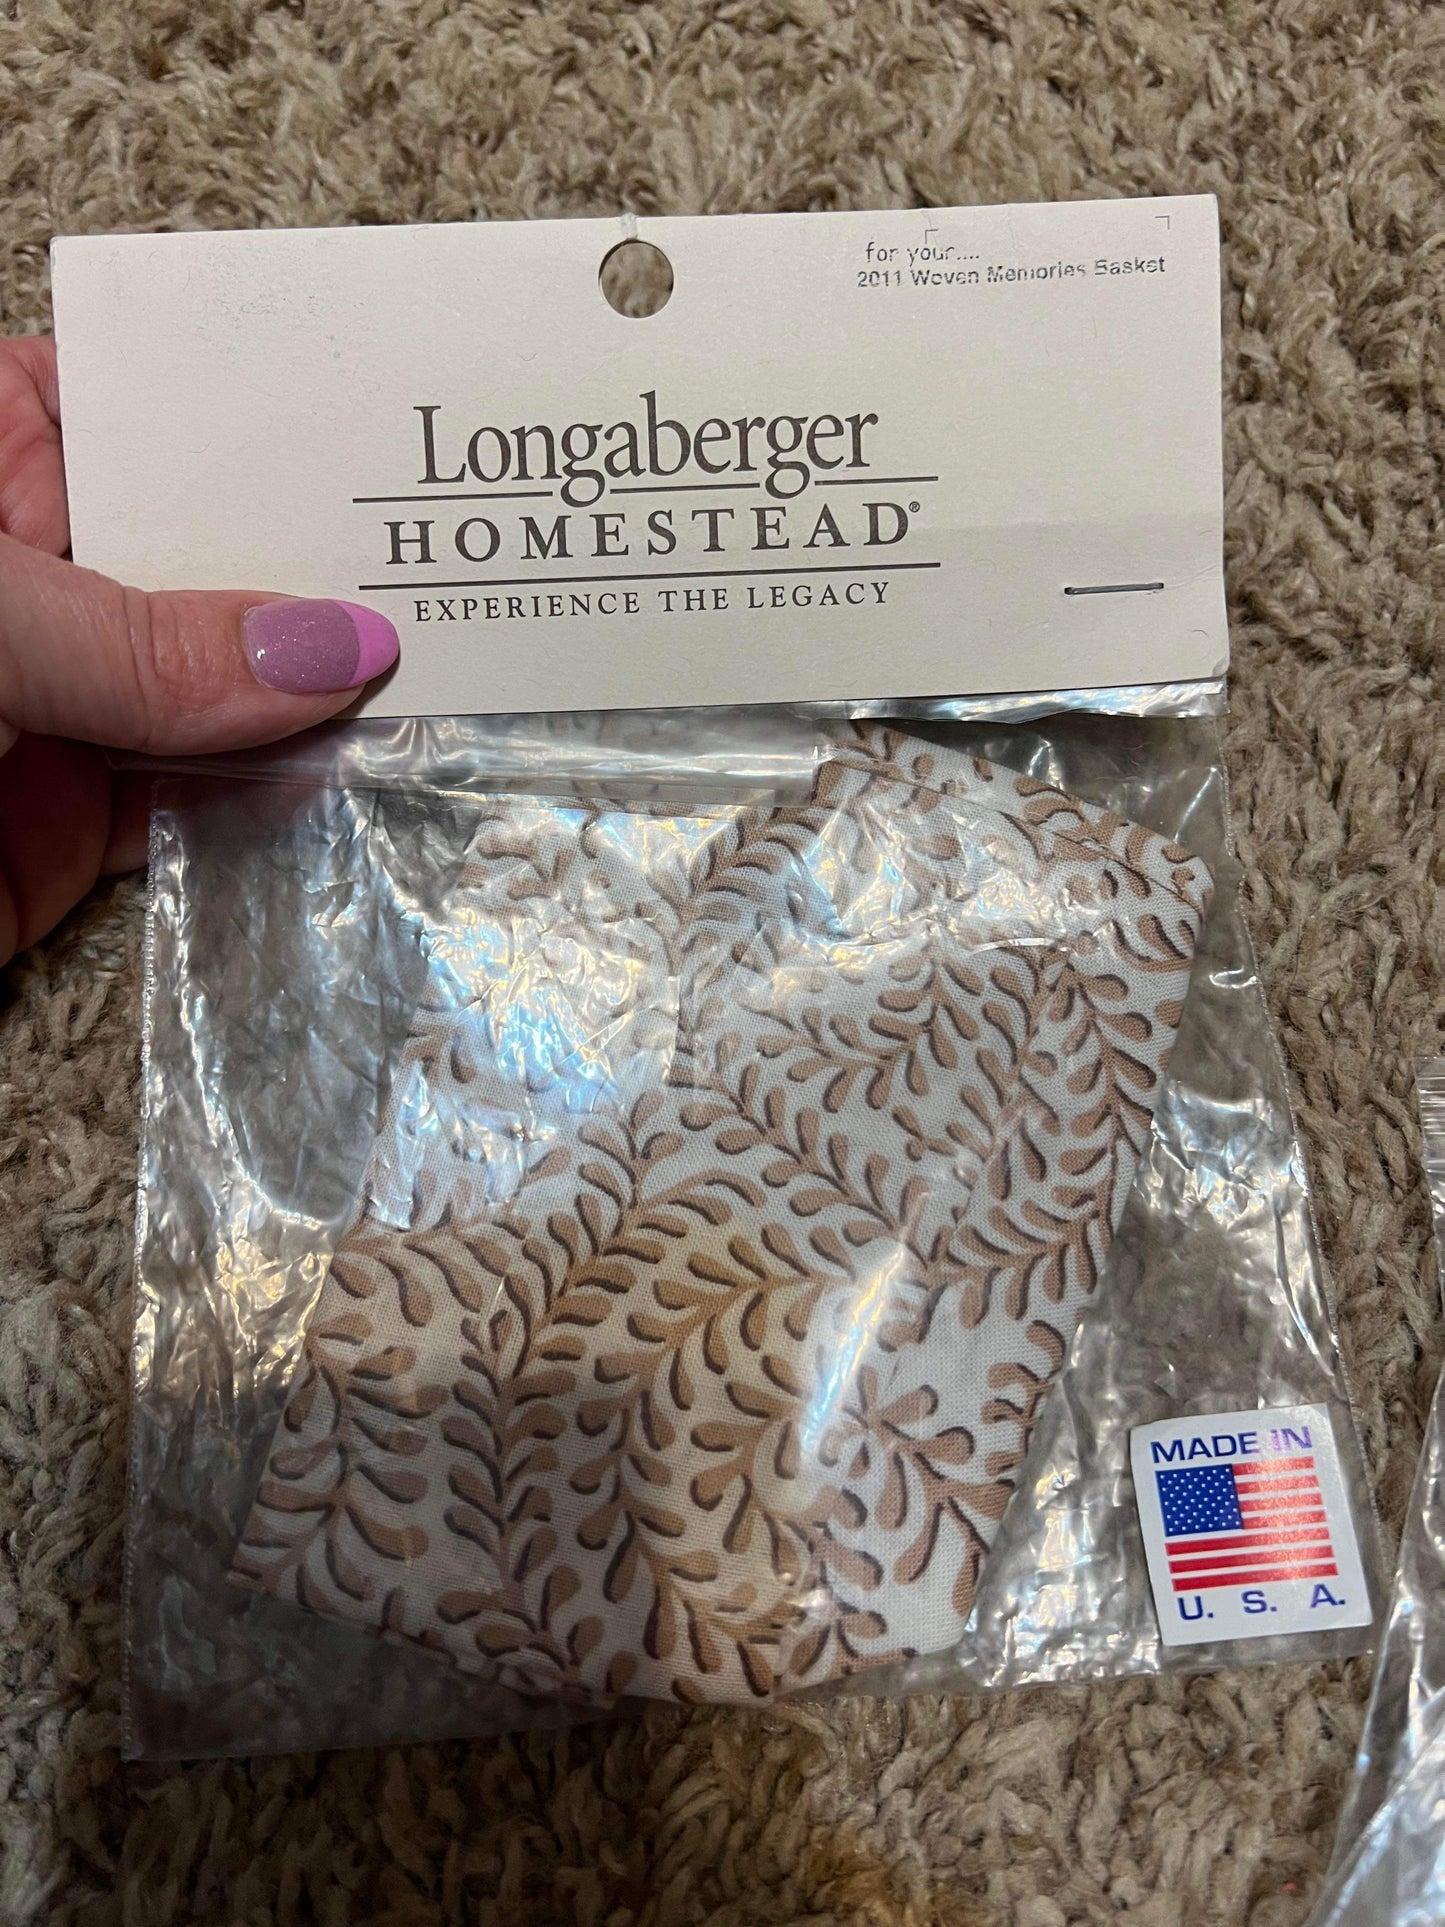 for your....
2011 Woven Memories Basket
Longaberger
HOMESTEAD®
EXPERIENCE THE LEGACY
MADE IN
U. S. A.